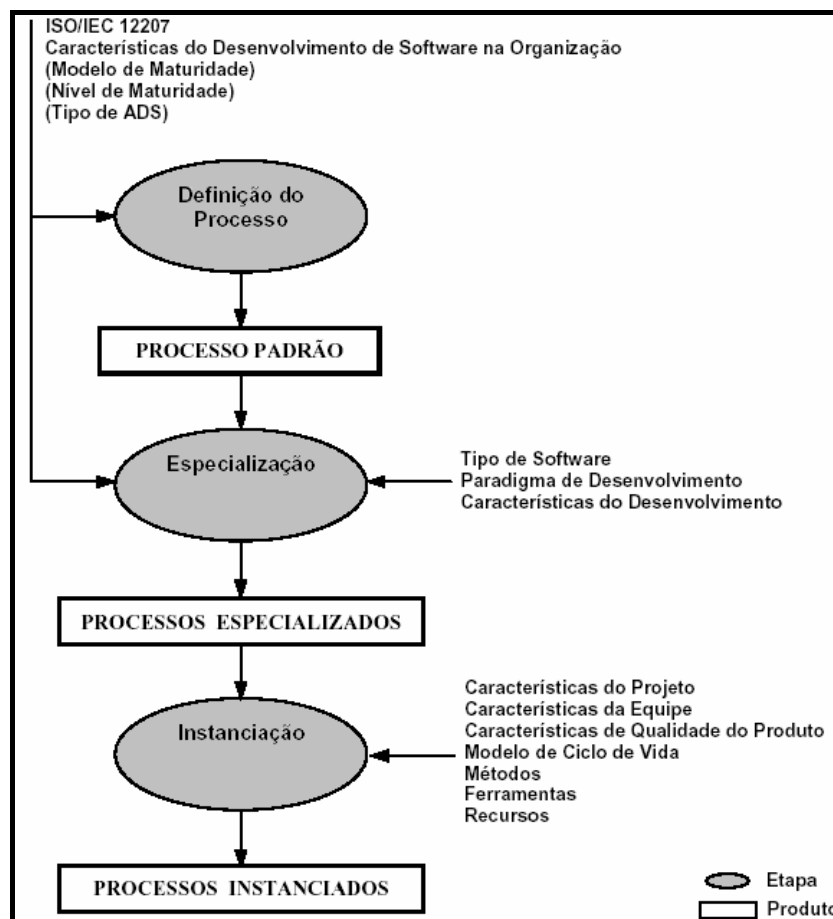 ISO/IEC 12207
Características do Desenvolvimento de Software na Organização
(Modelo de Maturidade)
(Nível de Maturidade)
(Tipo de ADS)
Definição do
Processo
PROCESSO PADRÃO
Especialização
Tipo de Software
Paradigma de Desenvolvimento
Características do Desenvolvimento
PROCESSOS ESPECIALIZADOS
Instanciação
Características do Projeto
Características da Equipe
Características de Qualidade do Produto
Modelo de Ciclo de Vida
Métodos
Ferramentas
Recursos
PROCESSOS INSTANCIADOS
Etapa
Produto